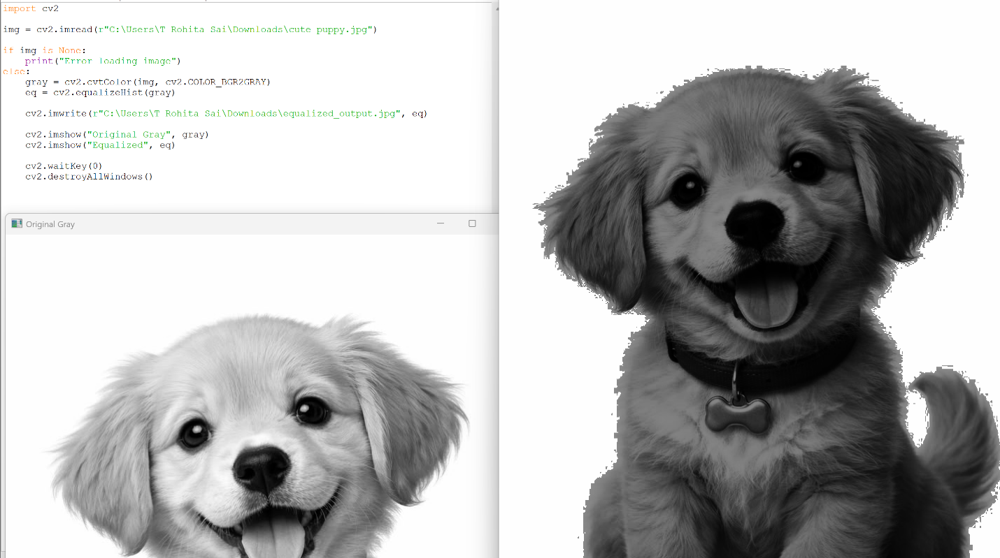 import cv2
img = cv2.imread(r"C:\Users\T Rohita Sai\Downloads\cute puppy.jpg")
if img is None:
    print("Error loading image")
else:
    gray = cv2.cvtColor(img, cv2.COLOR_BGR2GRAY)
    eq = cv2.equalizeHist(gray)
    cv2.imwrite(r"C:\Users\T Rohita Sai\Downloads\equalized_output.jpg", eq)
    cv2.imshow("Original Gray", gray)
    cv2.imshow("Equalized", eq)
    cv2.waitKey(0)
    cv2.destroyAllWindows()
Original Gray